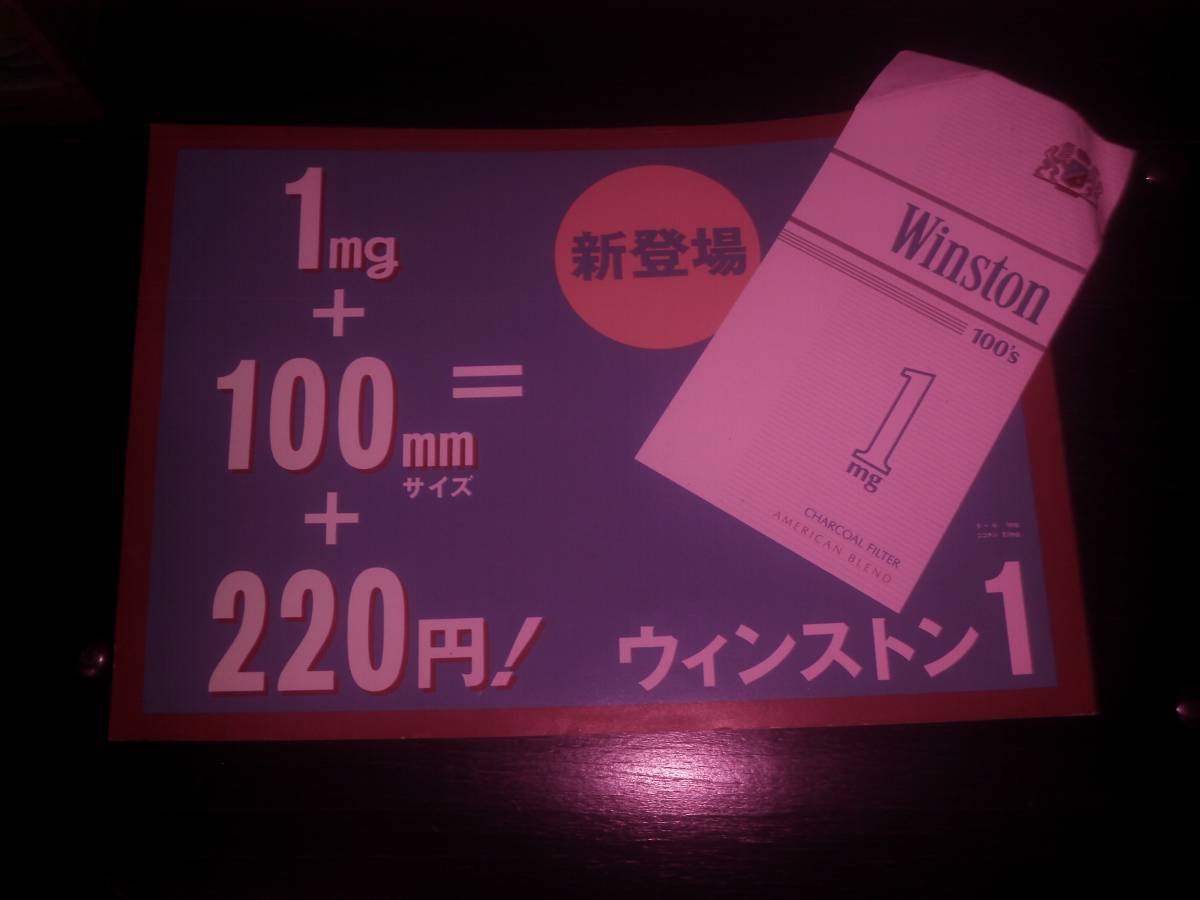 1mg
+
100mm
サイズ
+
220円!
=
新登場
Winston
100's
1
mg
CHARCOAL FILTER
AMERICAN BLEND
ウィンストン1